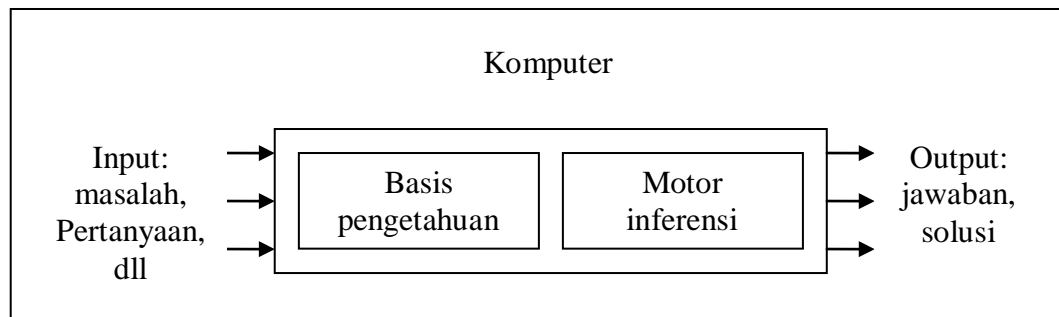 Komputer
Input:
masalah,
Pertanyaan,
dll
Basis
pengetahuan
Motor
inferensi
Output:
jawaban,
solusi